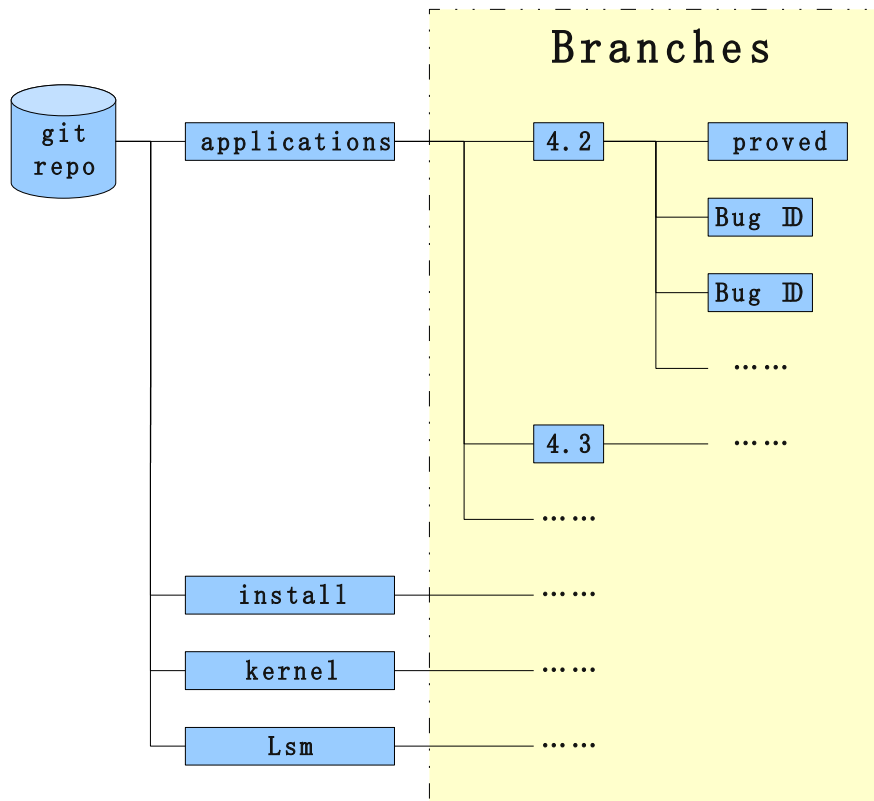 Branches
git
repo
applications
4.2
proved
Bug ID
Bug ID
……
4.3
……
……
install
……
kernel
……
Lsm
……